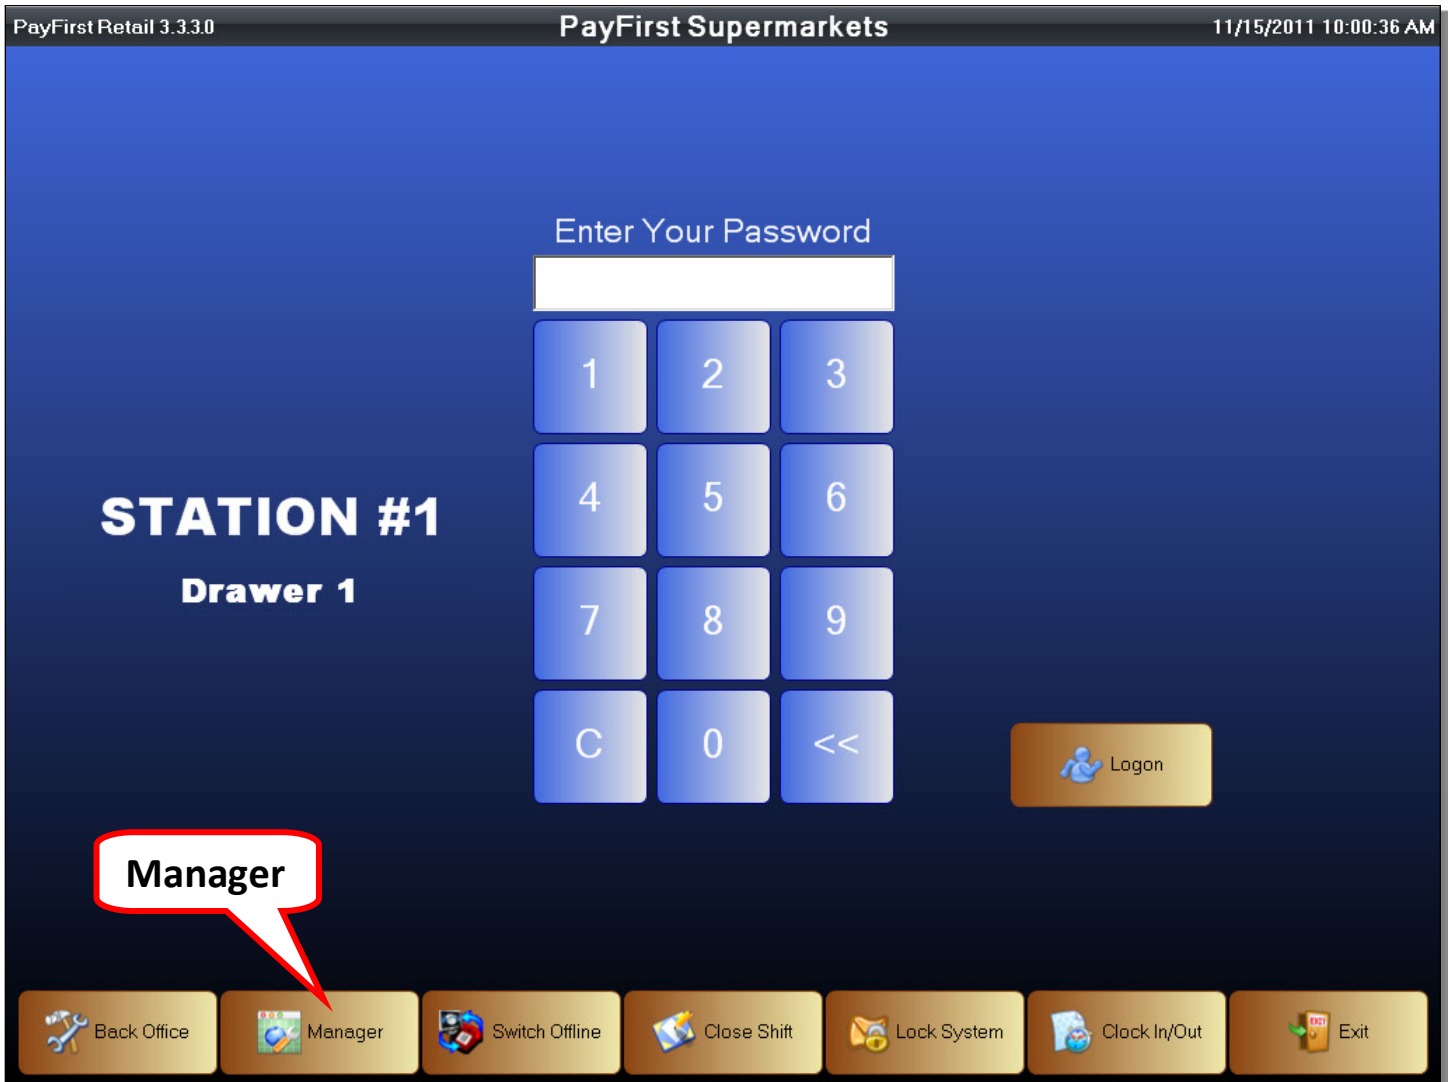 PayFirst Retail 3.3.3.0
PayFirst Supermarkets
11/15/2011 10:00:36 AM
Enter Your Password
1 2 3
4 5 6
7 8 9
C 0 <<
STATION #1
Drawer 1
Logon
Manager
Back Office
Manager
Switch Offline
Close Shift
Lock System
Clock In/Out
EXIT
Exit